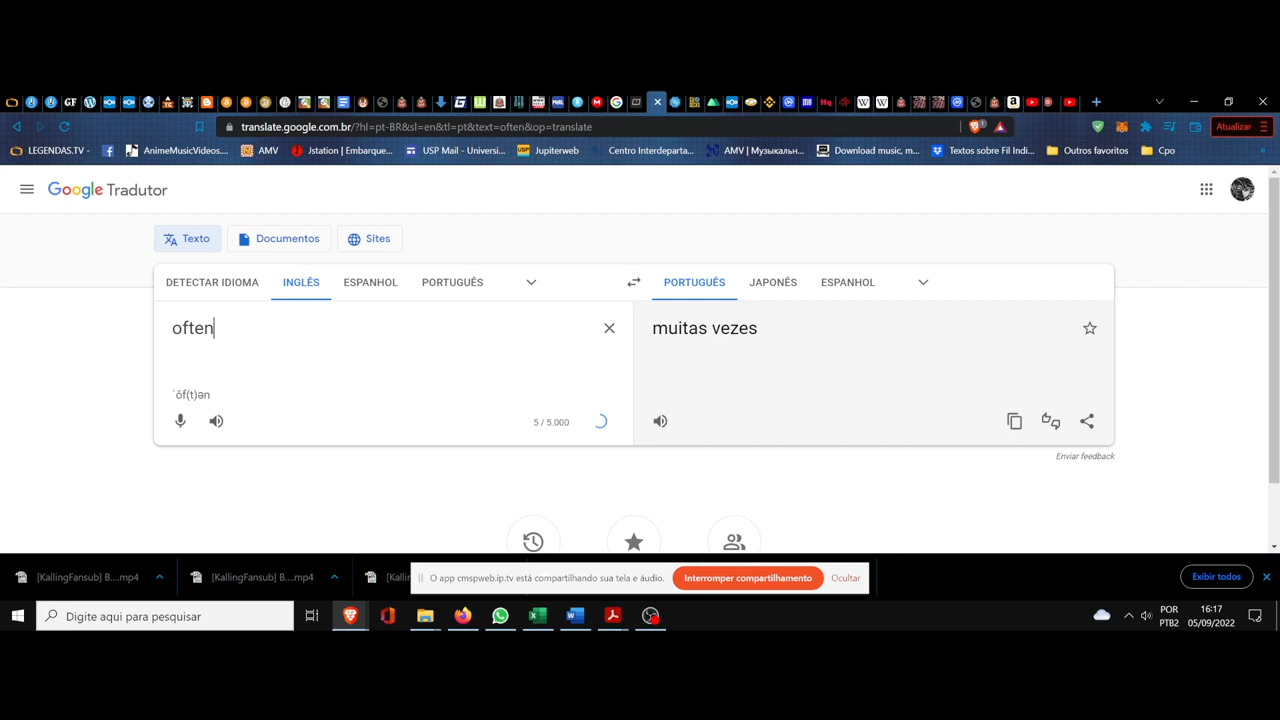 translate.google.com.br/?hl=pt-BR&sl=en&tl=pt&text=often&op=translate
Atualizar
LEGENDAS.TV -
AnimeMusicVideos....
AMV
Jstation | Embarque...
USP Mail - Universi...
Jupiterweb
Centro Interdeparta...
AMV | Музыкальн...
Download music, m...
Textos sobre Fil Indi...
Outros favoritos
Cpo
Google Tradutor
Texto
Documentos
Sites
DETECTAR IDIOMA
INGLÊS
ESPANHOL
PORTUGUÊS
PORTUGUÊS
JAPONÊS
ESPANHOL
often
muitas vezes
ˈôf(t)ən
5 / 5.000
Enviar feedback
[KallingFansub] B....mp4
[KallingFansub] B....mp4
[Kallin
O app cmspweb.ip.tv está compartilhando sua tela e áudio.
Interromper compartilhamento
Ocultar
Exibir todos
Digite aqui para pesquisar
POR
PTB2
16:17
05/09/2022